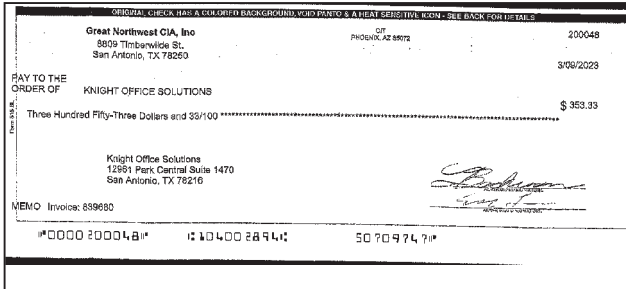 ORIGINAL CHECK HAS A COLORED BACKGROUND, VOID PANTO & A HEAT SENSITIVE ICON - SEE BACK FOR DETAILS
Great Northwest CIA, Inc
8809 Timberwilde St.
San Antonio, TX 78250
CIT
PHOENIX, AZ 85072
200048
3/09/2023
PAY TO THE
ORDER OF KNIGHT OFFICE SOLUTIONS
$ 353.33
Three Hundred Fifty-Three Dollars and 33/100
Knight Office Solutions
12961 Park Central Suite 1470
San Antonio, TX 78216
MEMO Invoice: 839680
⑈0000200048⑈ ⑆104002894⑆ 50709747⑈